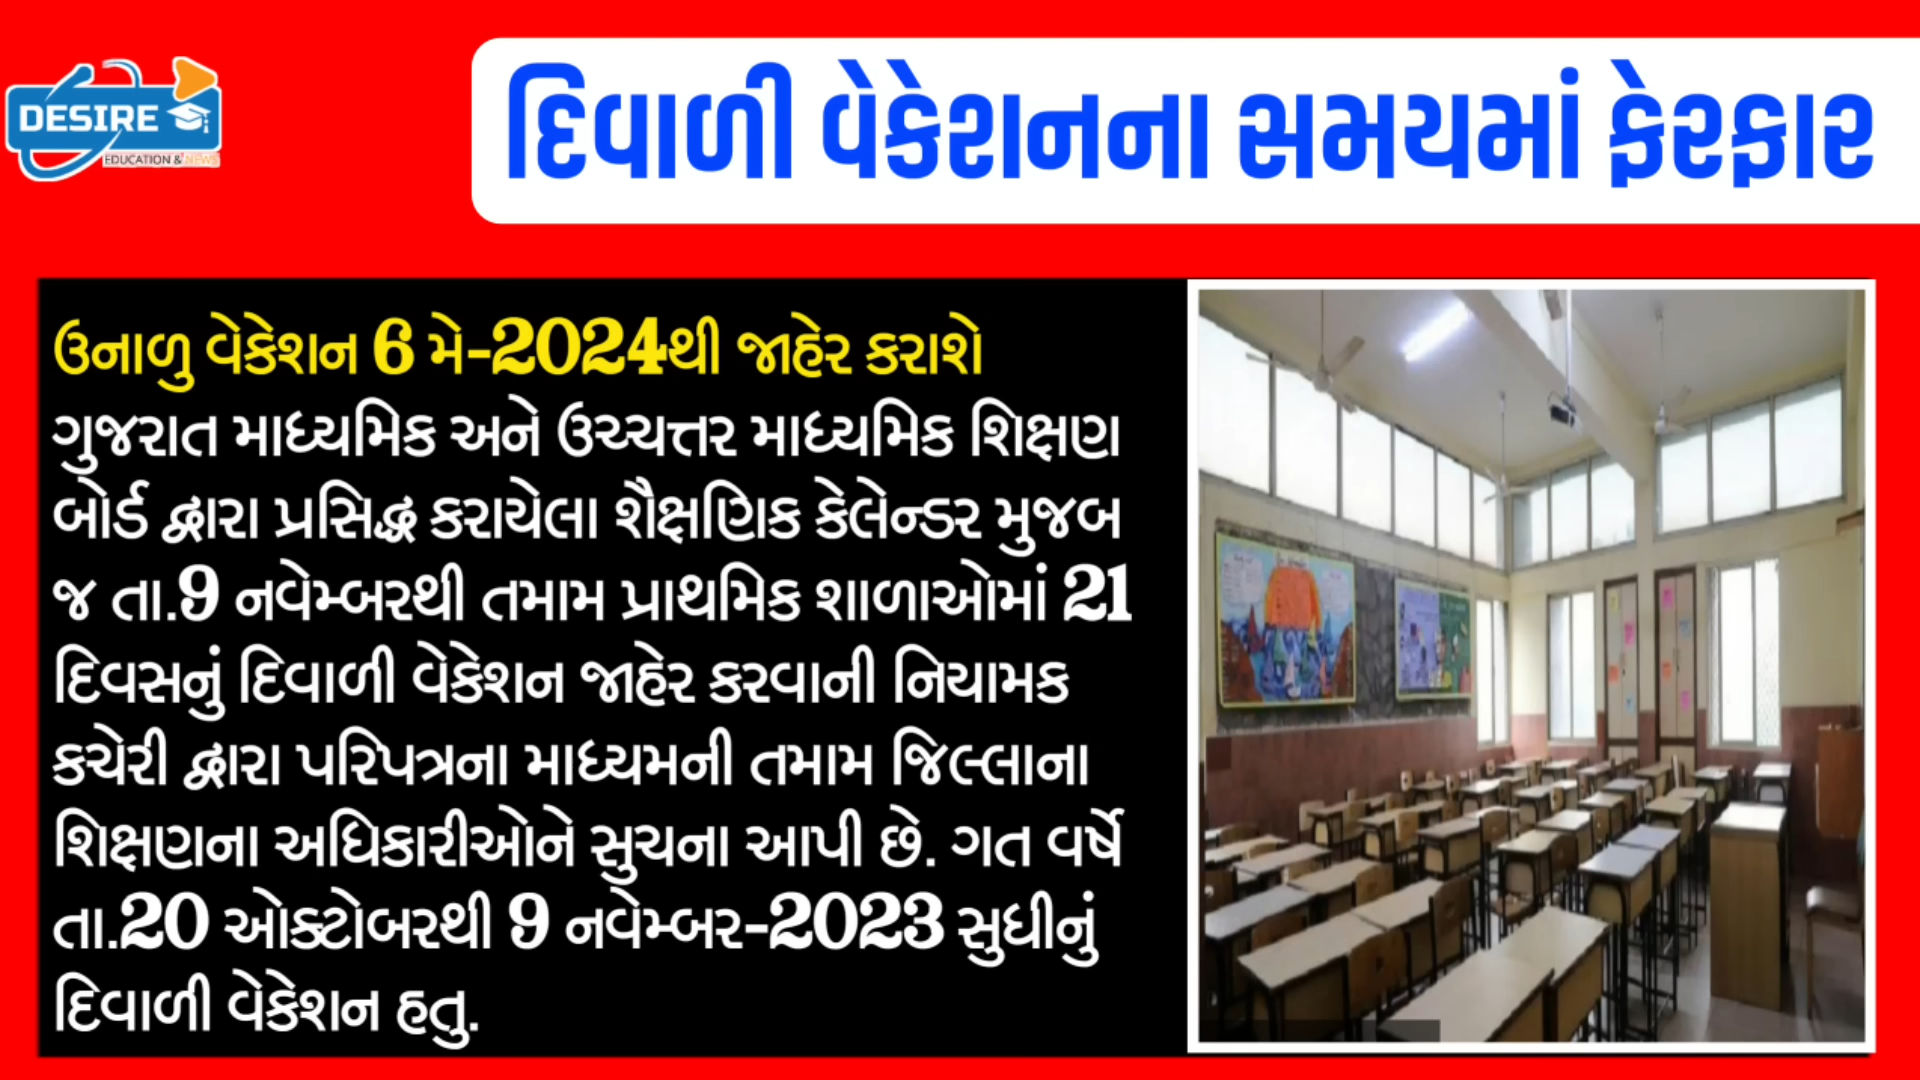 DESIRE
EDUCATION & NEWS
દિવાળી વેકેશનના સમયમાં ફેરફાર
ઉનાળુ વેકેશન 6 મે-2024થી જાહેર કરાશે
ગુજરાત માધ્યમિક અને ઉચ્ચત્તર માધ્યમિક શિક્ષણ
બોર્ડ દ્વારા પ્રસિદ્ધ કરાયેલા શૈક્ષણિક કેલેન્ડર મુજબ
જ તા.9 નવેમ્બરથી તમામ પ્રાથમિક શાળાઓમાં 21
દિવસનું દિવાળી વેકેશન જાહેર કરવાની નિયામક
કચેરી દ્વારા પરિપત્રના માધ્યમની તમામ જિલ્લાના
શિક્ષણના અધિકારીઓને સુચના આપી છે. ગત વર્ષે
તા.20 ઓક્ટોબરથી 9 નવેમ્બર-2023 સુધીનું
દિવાળી વેકેશન હતુ.